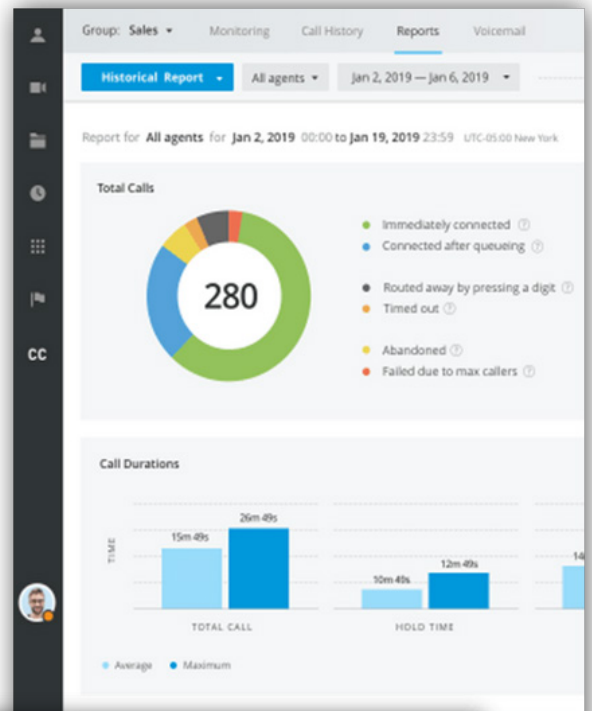 Group: Sales Monitoring Call History Reports Voicemail
Historical Report All agents Jan 2, 2019 — Jan 6, 2019
Report for All agents for Jan 2, 2019 00:00 to Jan 19, 2019 23:59 UTC-05:00 New York
Total Calls
280
Immediately connected ?
Connected after queueing ?
Routed away by pressing a digit ?
Timed out ?
Abandoned ?
Failed due to max callers ?
CC
Call Durations
TIME
15m 49s
26m 49s
10m 49s
12m 49s
14
TOTAL CALL
HOLD TIME
Average Maximum